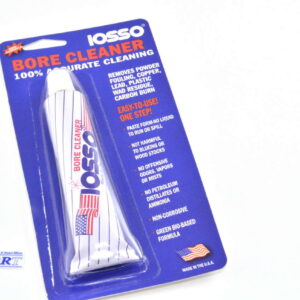 IOSSO®
BORE CLEANER
100% ACCURATE CLEANING
REMOVES POWDER
FOULING, COPPER,
LEAD, PLASTIC
WAD RESIDUE,
CARBON BURN
EASY-TO-USE!
ONE STEP!
• PASTE FORM-NO LIQUID
TO RUN OR SPILL
• NOT HARMFUL
TO BLUEING OR
WOOD STOCKS
• NO OFFENSIVE
ODORS, VAPORS
OR MISTS
• NO PETROLEUM
DISTILLATES OR
AMMONIA
• NON-CORROSIVE
• GREEN BIO-BASED
FORMULA
MADE IN THE U.S.A.
IOSSO
BORE CLEANER